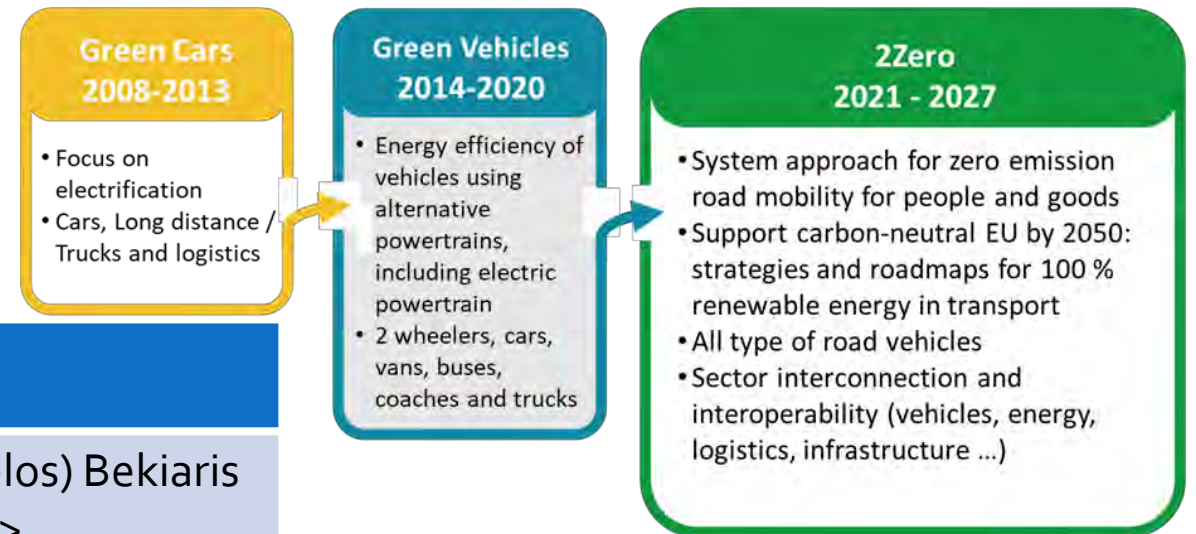 Green Cars
2008-2013
• Focus on
electrification
• Cars, Long distance /
Trucks and logistics
Green Vehicles
2014-2020
• Energy efficiency of
vehicles using
alternative
powertrains,
including electric
powertrain
• 2 wheelers, cars,
vans, buses,
coaches and trucks
2Zero
2021 - 2027
• System approach for zero emission
road mobility for people and goods
• Support carbon-neutral EU by 2050:
strategies and roadmaps for 100 %
renewable energy in transport
• All type of road vehicles
• Sector interconnection and
interoperability (vehicles, energy,
logistics, infrastructure ...)
los) Bekiaris
>